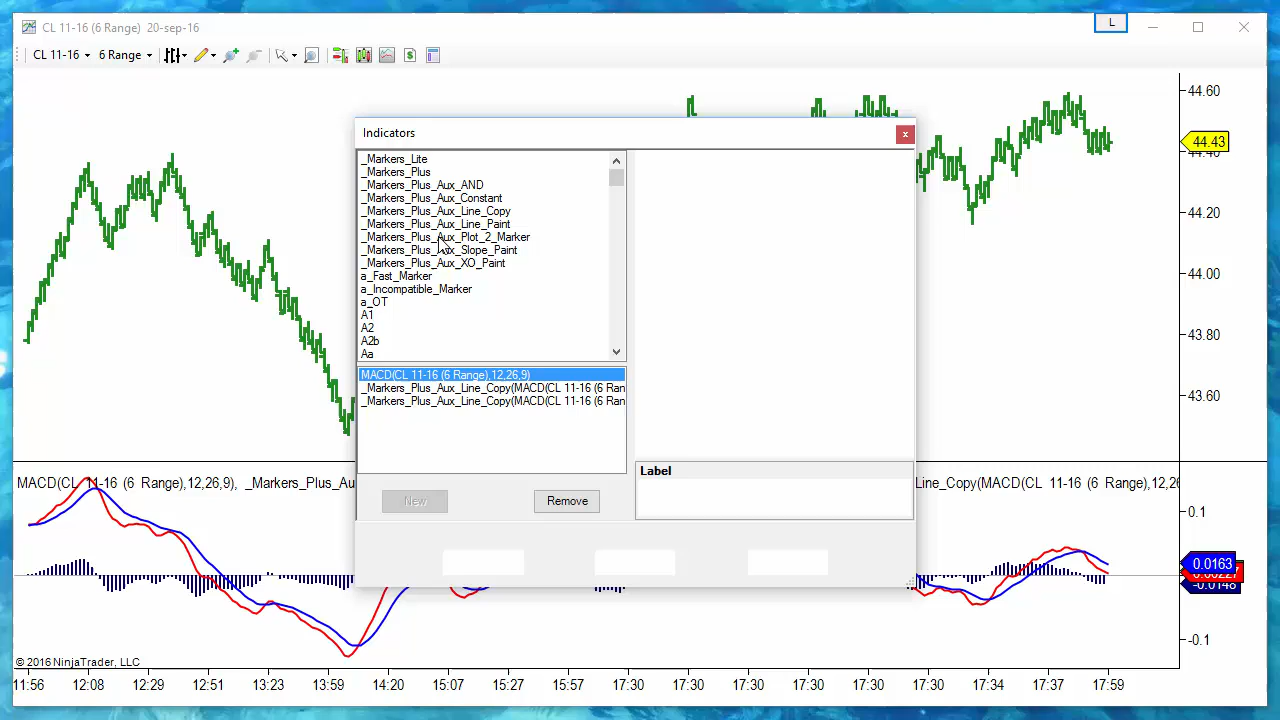 CL 11-16 (6 Range)  20-sep-16
L
CL 11-16
6 Range
44.60
44.43
44.40
44.20
44.00
43.80
43.60
Indicators
_Markers_Lite
_Markers_Plus
_Markers_Plus_Aux_AND
_Markers_Plus_Aux_Constant
_Markers_Plus_Aux_Line_Copy
_Markers_Plus_Aux_Line_Paint
_Markers_Plus_Aux_Plot_2_Marker
_Markers_Plus_Aux_Slope_Paint
_Markers_Plus_Aux_XO_Paint
a_Fast_Marker
a_Incompatible_Marker
a_OT
A1
A2
A2b
Aa
MACD(CL 11-16 (6 Range),12,26,9)
_Markers_Plus_Aux_Line_Copy(MACD(CL 11-16 (6 Ran
_Markers_Plus_Aux_Line_Copy(MACD(CL 11-16 (6 Ran
Label
New
Remove
MACD(CL 11-16 (6 Range),12,26,9), _Markers_Plus_Au
Line_Copy(MACD(CL 11-16 (6 Range),12,26
0.1
0.0163
-0.0148
-0.1
© 2016 NinjaTrader, LLC
11:56 12:08 12:29 12:51 13:23 13:59 14:20 15:07 15:27 15:57 17:30 17:30 17:30 17:30 17:30 17:30 17:34 17:37 17:59